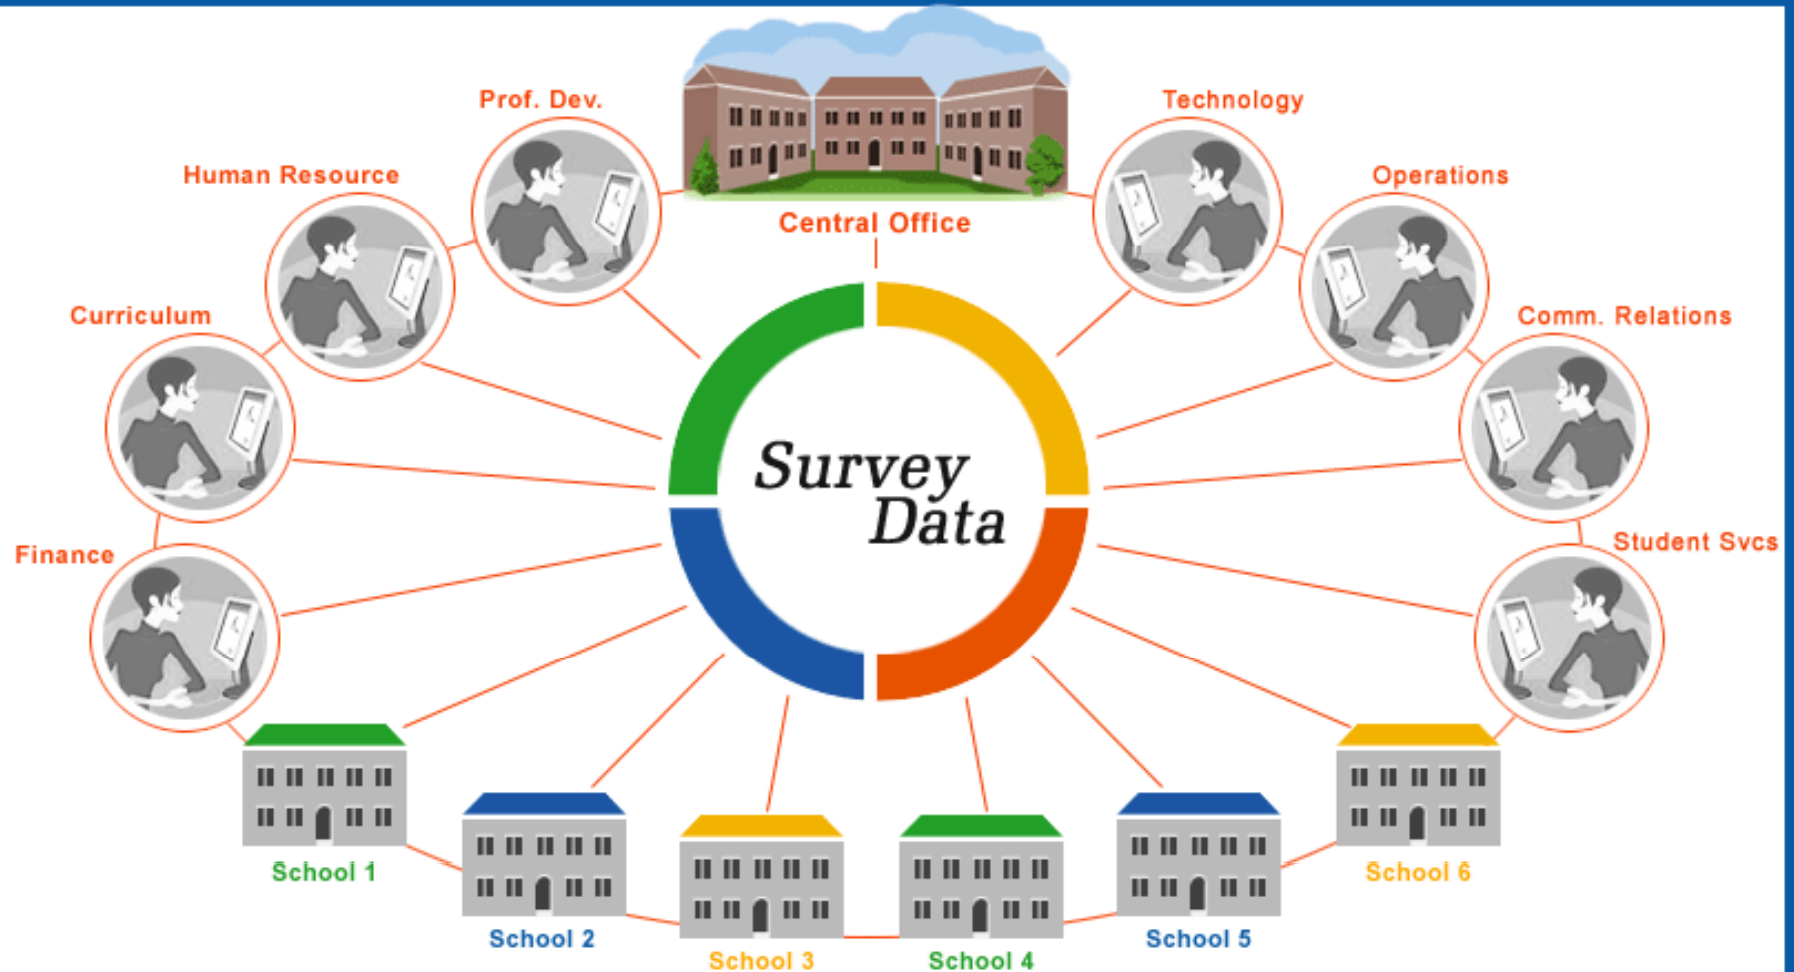 Prof. Dev.
Technology
Human Resource
Operations
Central Office
Curriculum
Comm. Relations
Survey
Data
Finance
Student Svcs
School 1
School 6
School 2
School 5
School 3
School 4